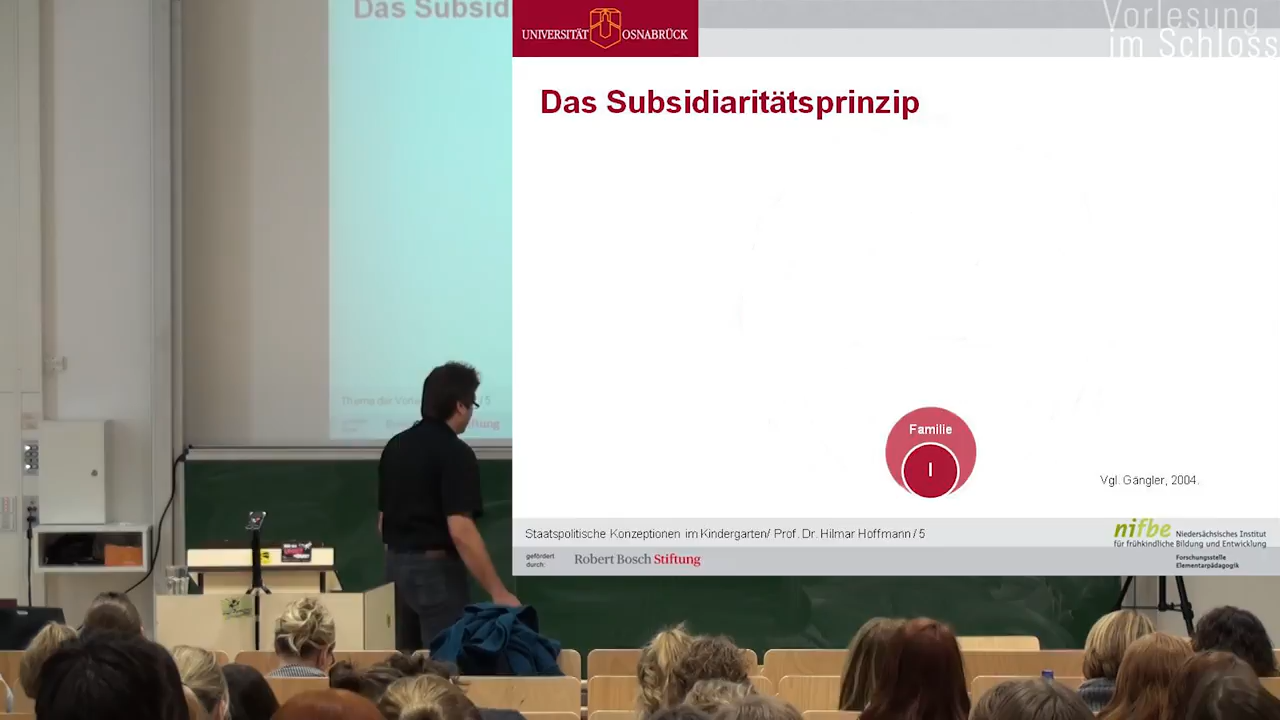 Das Subsid
UNIVERSITÄT OSNABRÜCK
Vorlesung
im Schloss
Das Subsidiaritätsprinzip
Familie
I
Vgl. Gängler, 2004.
Staatspolitische Konzeptionen im Kindergarten/ Prof. Dr. Hilmar Hoffmann / 5
gefördert
durch:
Robert Bosch Stiftung
nifbe Niedersächsisches Institut
für frühkindliche Bildung und Entwicklung
Forschungsstelle
Elementarpädagogik